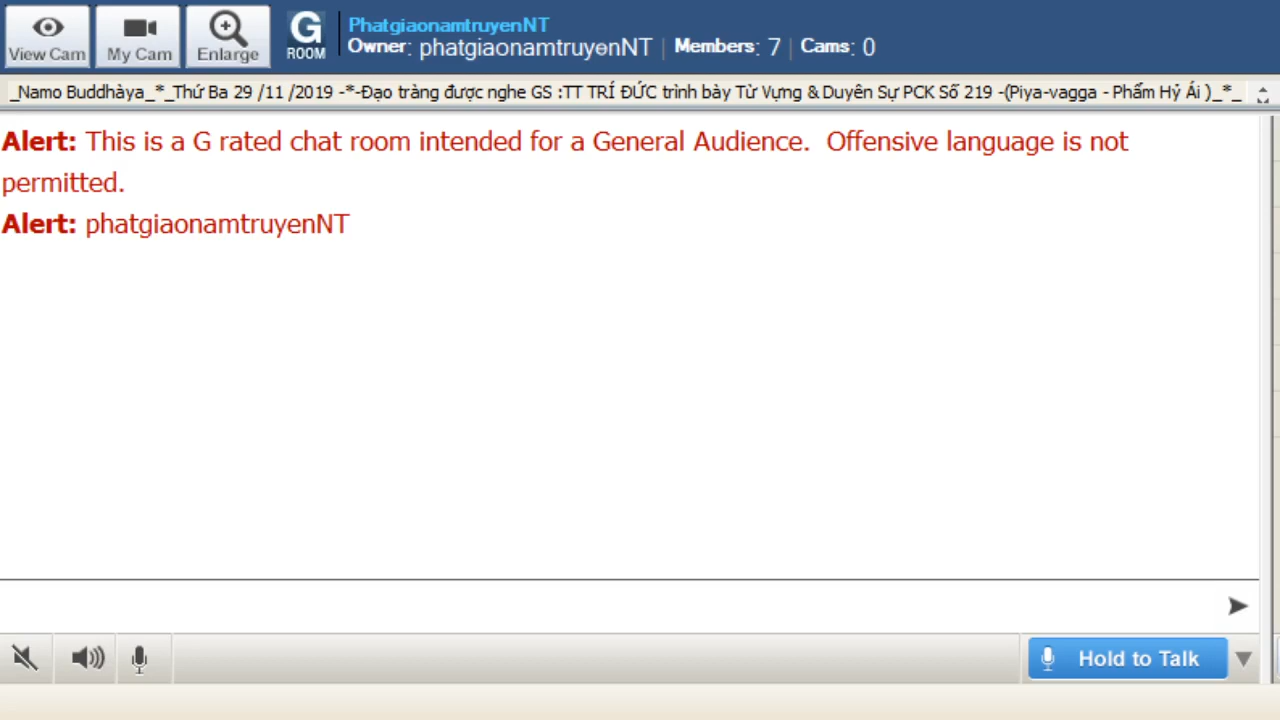 PhatgiaonamtruyenNT
View Cam My Cam Enlarge G ROOM Owner: phatgiaonamtruyenNT | Members: 7 | Cams: 0
_Namo Buddhàya_*_Thứ Ba 29 /11 /2019 -*-Đạo tràng được nghe GS :TT TRÍ ĐỨC trình bày Từ Vựng & Duyên Sự PCK Số 219 -(Piya-vagga - Phẩm Hỷ Ái )_*_
Alert: This is a G rated chat room intended for a General Audience. Offensive language is not
permitted.
Alert: phatgiaonamtruyenNT
Hold to Talk